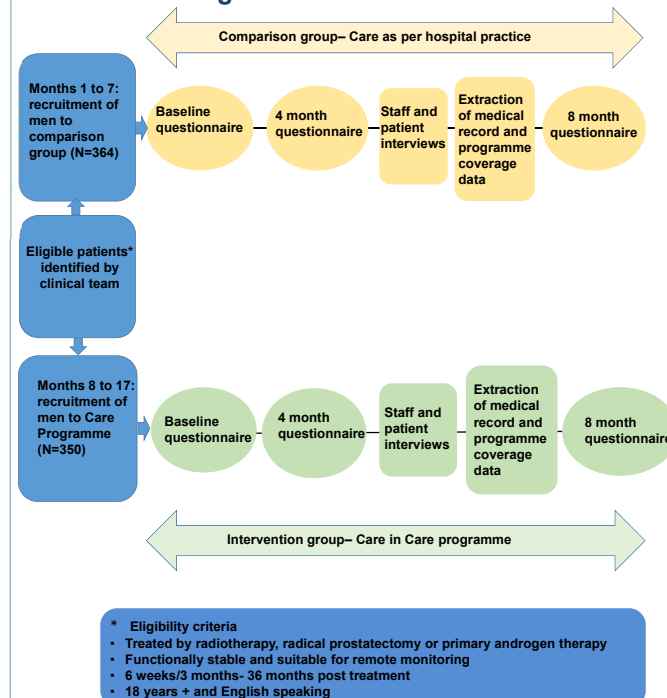 Comparison group– Care as per hospital practice
Months 1 to 7:
recruitment of
men to
comparison
group (N=364)
Baseline
questionnaire
4 month
questionnaire
Staff and
patient
interviews
Extraction
of medical
record and
programme
coverage
data
8 month
questionnaire
Eligible patients*
identified by
clinical team
Months 8 to 17:
recruitment of
men to Care
Programme
(N=350)
Baseline
questionnaire
4 month
questionnaire
Staff and
patient
interviews
Extraction
of medical
record and
programme
coverage
data
8 month
questionnaire
Intervention group– Care in Care programme
* Eligibility criteria
• Treated by radiotherapy, radical prostatectomy or primary androgen therapy
• Functionally stable and suitable for remote monitoring
• 6 weeks/3 months- 36 months post treatment
• 18 years + and English speaking